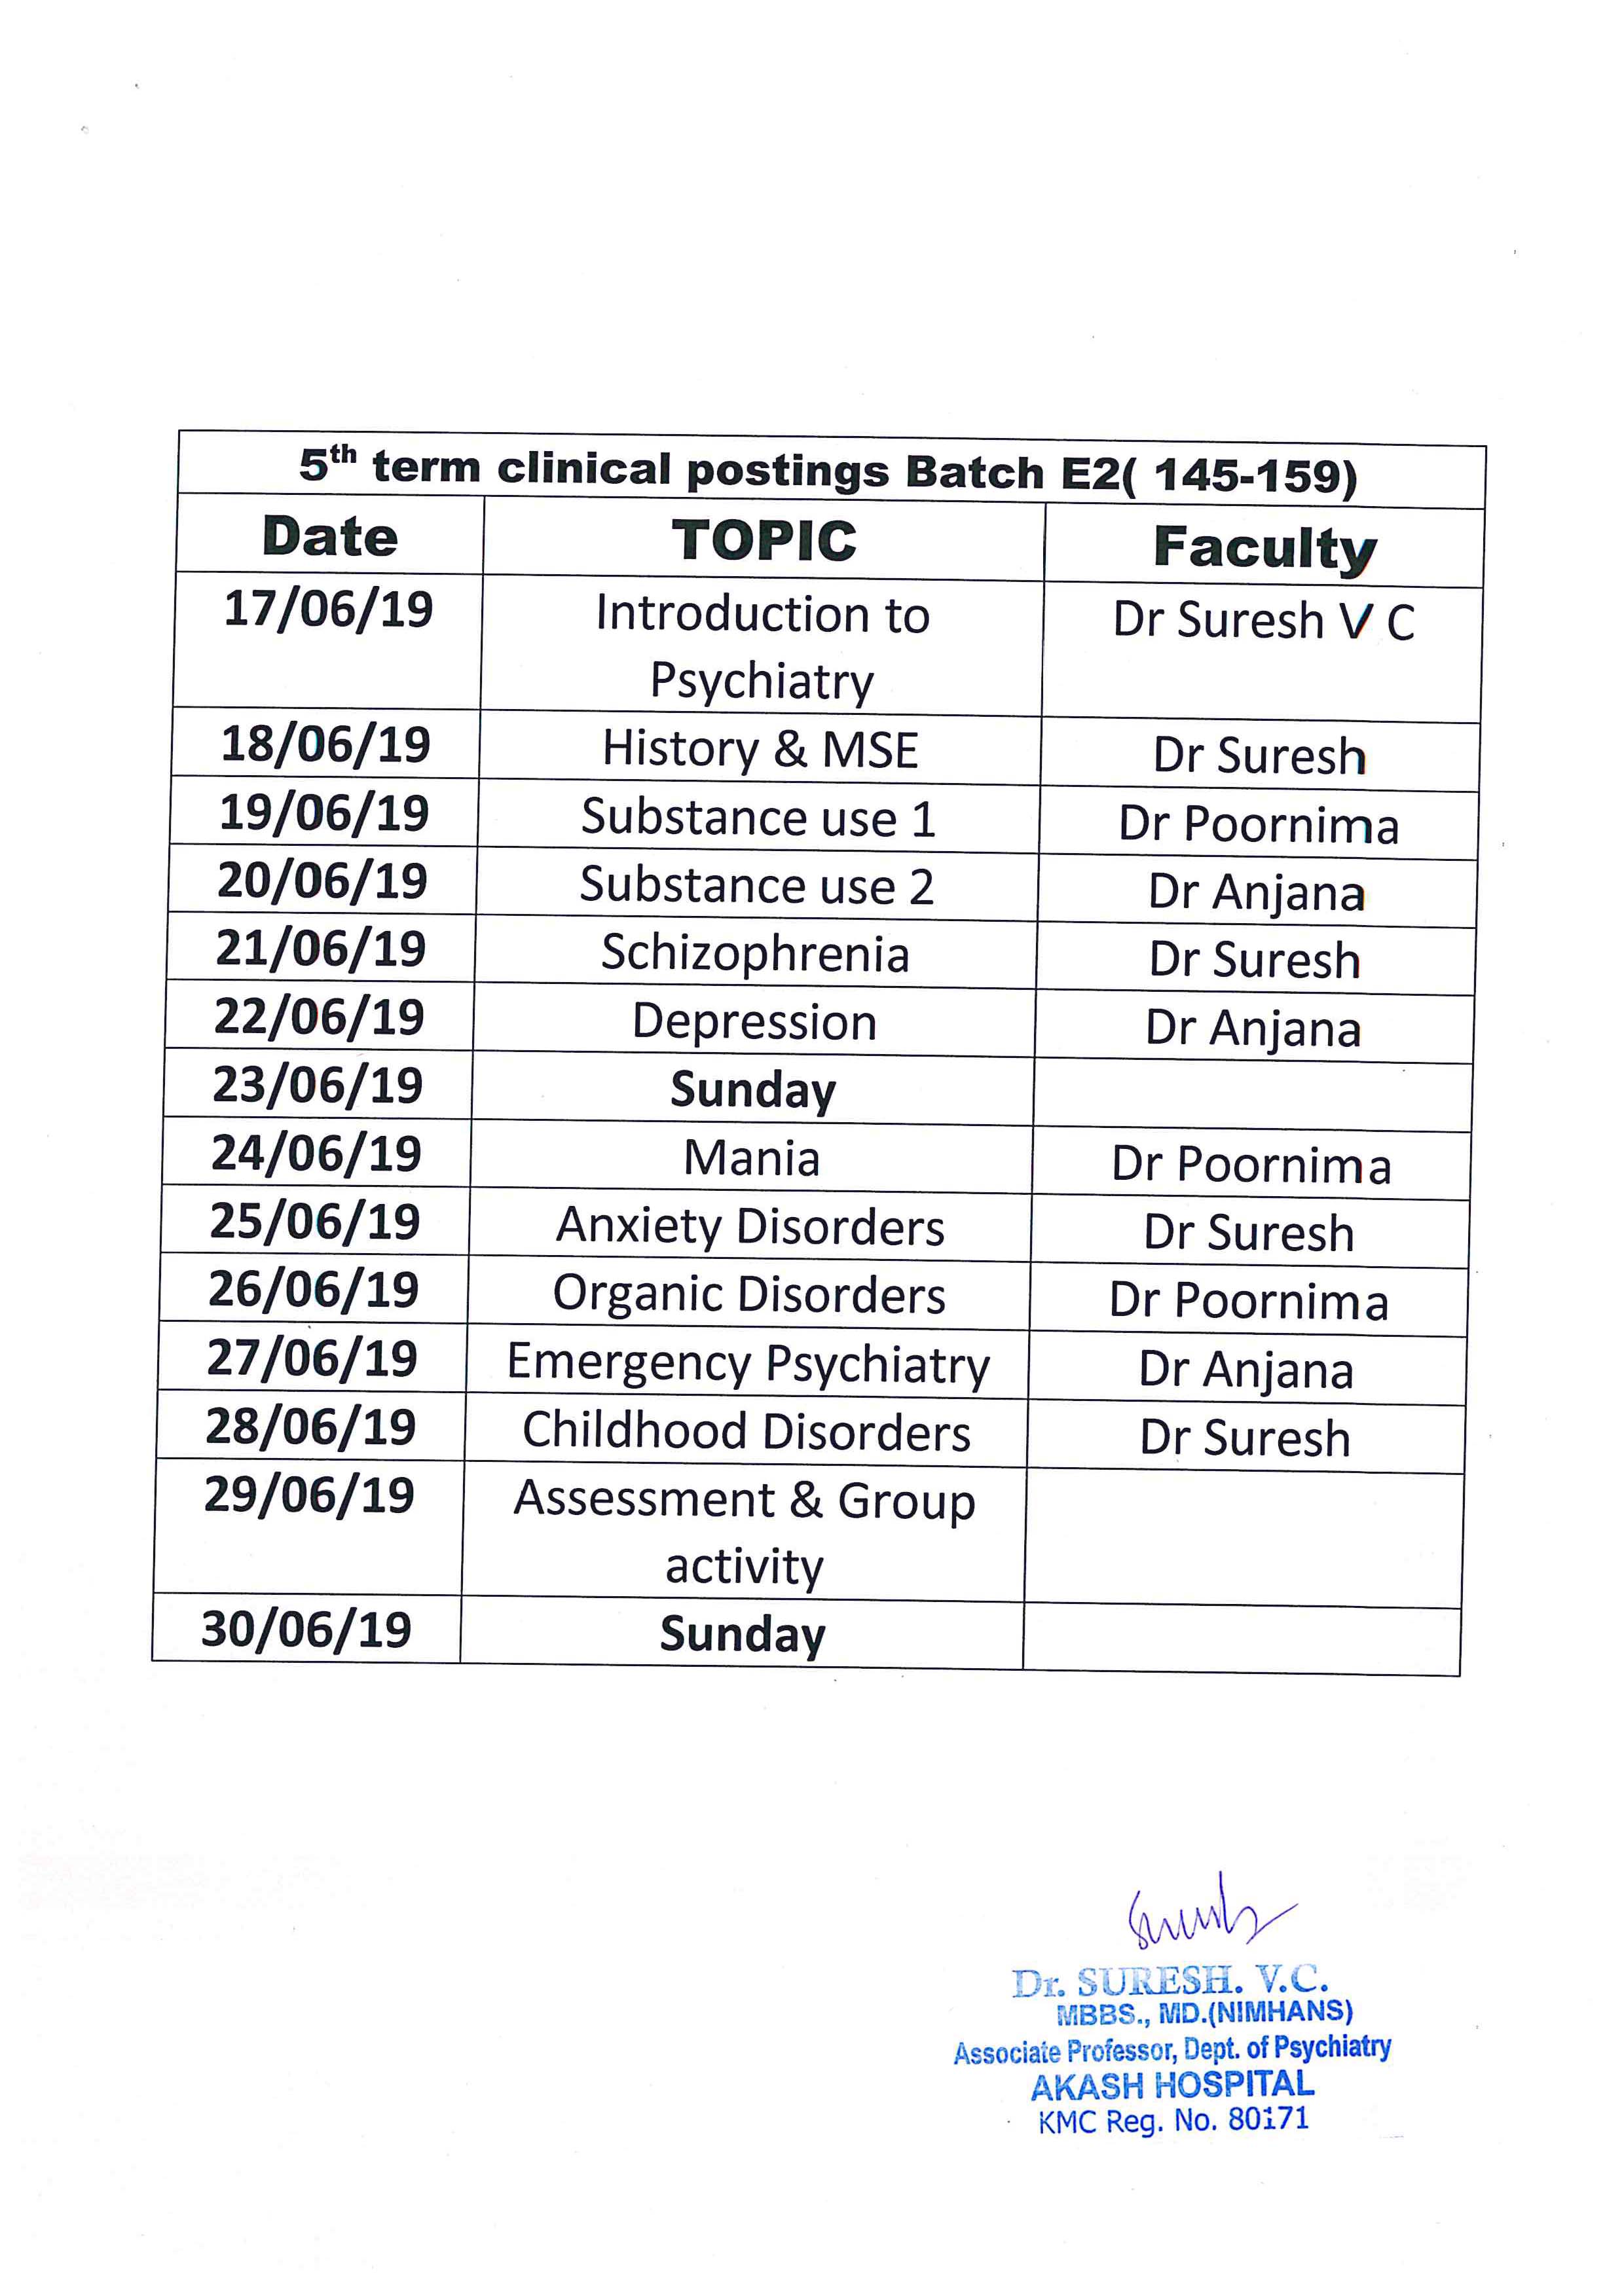 5th term clinical postings Batch E2( 145-159)
Date TOPIC Faculty
17/06/19 Introduction to Dr Suresh V C
Psychiatry
18/06/19 History & MSE Dr Suresh
19/06/19 Substance use 1 Dr Poornima
20/06/19 Substance use 2 Dr Anjana
21/06/19 Schizophrenia Dr Suresh
22/06/19 Depression Dr Anjana
23/06/19 Sunday
24/06/19 Mania Dr Poornima
25/06/19 Anxiety Disorders Dr Suresh
26/06/19 Organic Disorders Dr Poornima
27/06/19 Emergency Psychiatry Dr Anjana
28/06/19 Childhood Disorders Dr Suresh
29/06/19 Assessment & Group
activity
30/06/19 Sunday
Suresh
Dr. SURESH. V.C.
MBBS., MD.(NIMHANS)
Associate Professor, Dept. of Psychiatry
AKASH HOSPITAL
KMC Reg. No. 80171